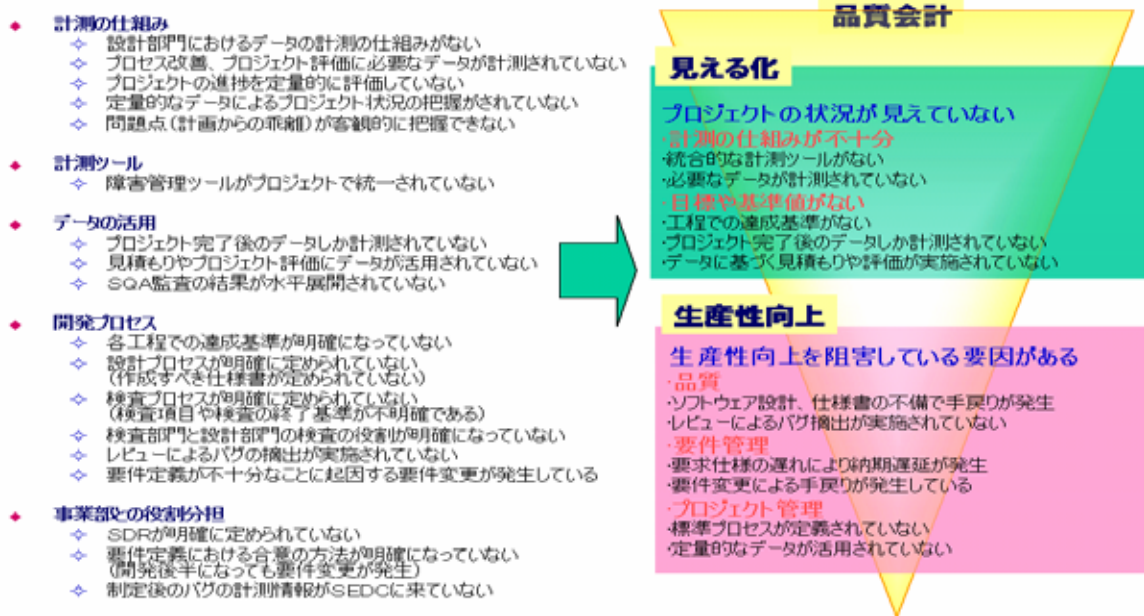 計測の仕組み
設計部門におけるデータの計測の仕組みがない
プロセス改善、プロジェクト評価に必要なデータが計測されていない
プロジェクトの進捗を定量的に評価していない
定量的なデータによるプロジェクト状況の把握がされていない
問題点(計画からの乖離)が客観的に把握できない
計測ツール
障害管理ツールがプロジェクトで統一されていない
データの活用
プロジェクト完了後のデータしか計測されていない
見積もりやプロジェクト評価にデータが活用されていない
SQA監査の結果が水平展開されていない
開発プロセス
各工程での達成基準が明確になっていない
設計プロセスが明確に定められていない
(作成すべき仕様書が定められていない)
検査プロセスが明確に定められていない
(検査項目や検査の終了基準が不明確である)
検査部門と設計部門の検査の役割が明確になっていない
レビューによるバグの摘出が実施されていない
要件定義が不十分なことに起因する要件変更が発生している
事業部との役割分担
SDRが明確に定められていない
要件定義における合意の方法が明確になっていない
(開発後半になっても要件変更が発生)
制定後のバグの計測情報がSEDCに来ていない
品質会計
見える化
プロジェクトの状況が見えていない
・計測の仕組みが不十分
・統合的な計測ツールがない
・必要なデータが計測されていない
・目標や基準値がない
・工程での達成基準がない
・プロジェクト完了後のデータしか計測されていない
・データに基づく見積もりや評価が実施されていない
生産性向上
生産性向上を阻害している要因がある
・品質
・ソフトウェア設計、仕様書の不備で手戻りが発生
・レビューによるバグ摘出が実施されていない
・要件管理
・要求仕様の遅れにより納期遅延が発生
・要件変更による手戻りが発生している
・プロジェクト管理
・標準プロセスが定義されていない
・定量的なデータが活用されていない